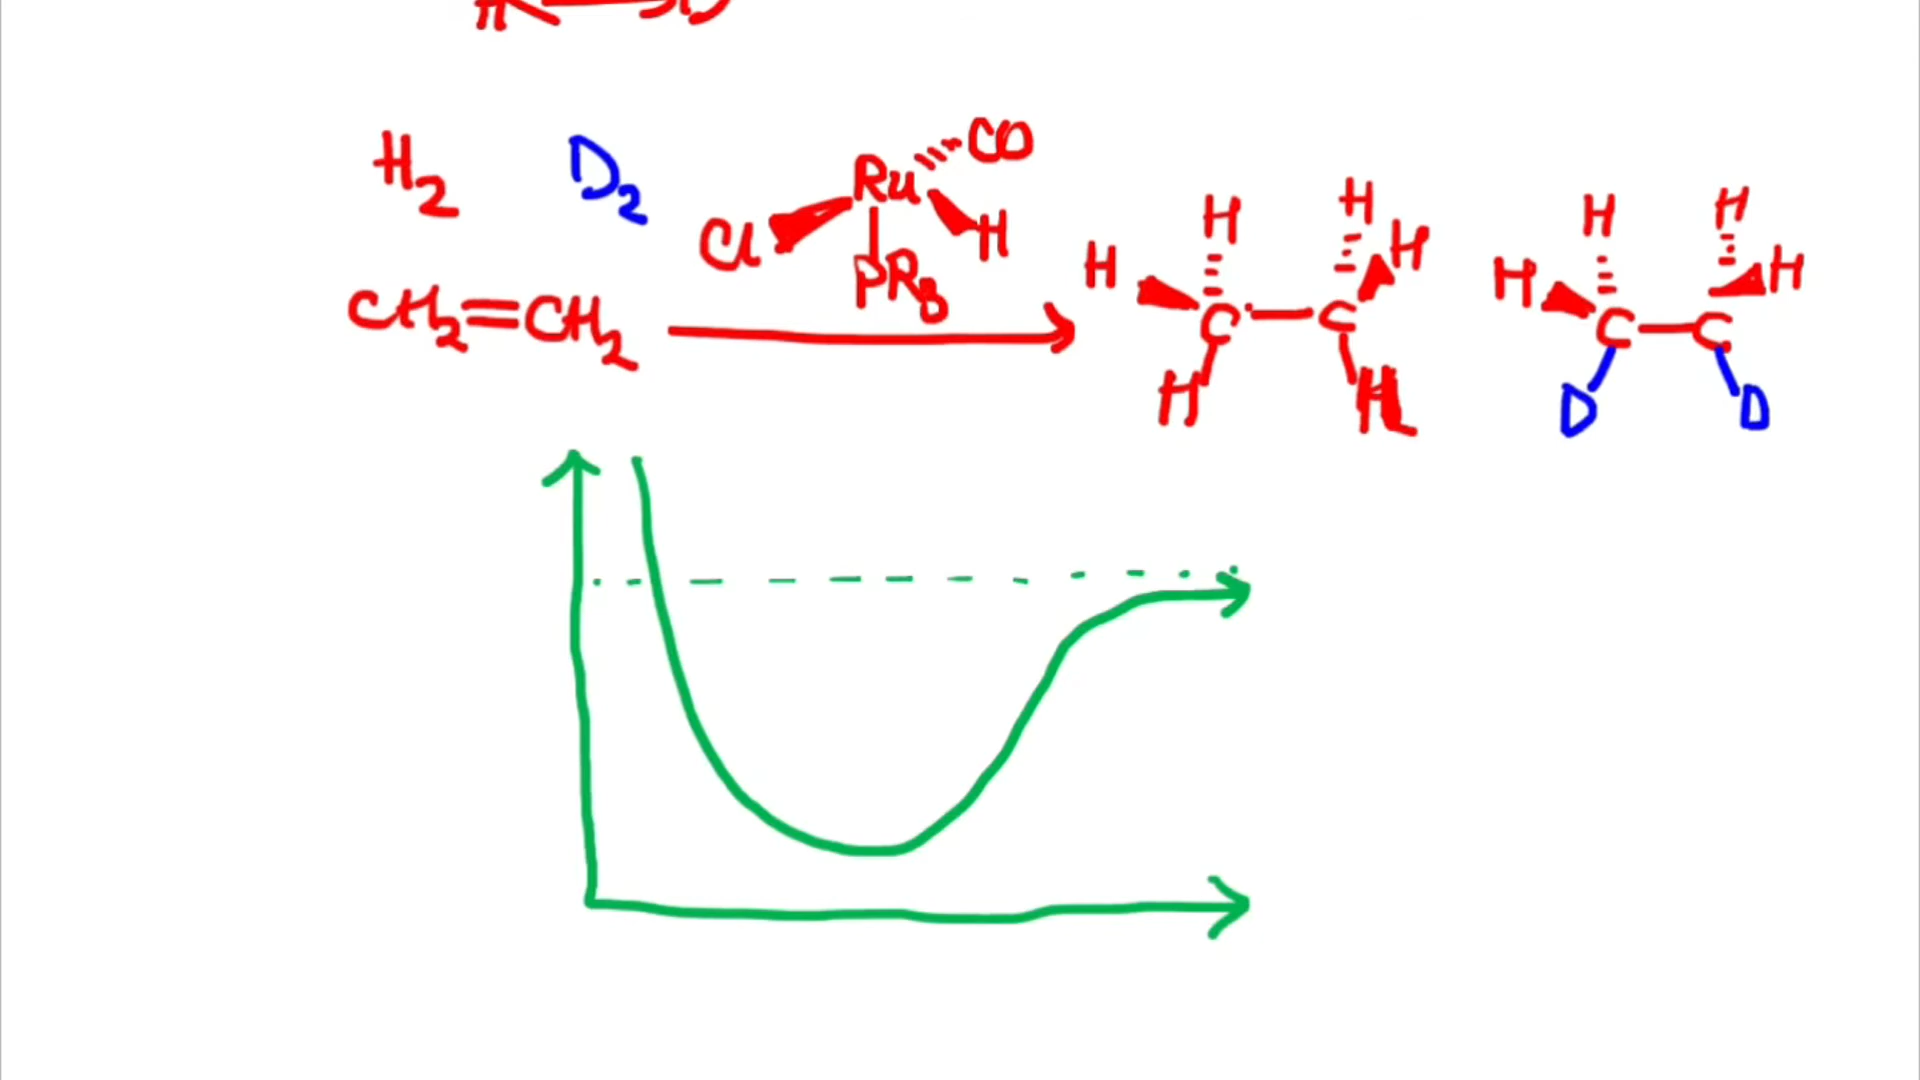 H₂ D₂
Ru CO
Cl H
PR₃
CH₂=CH₂
H H H H H H
H H
C C C C
H H D D